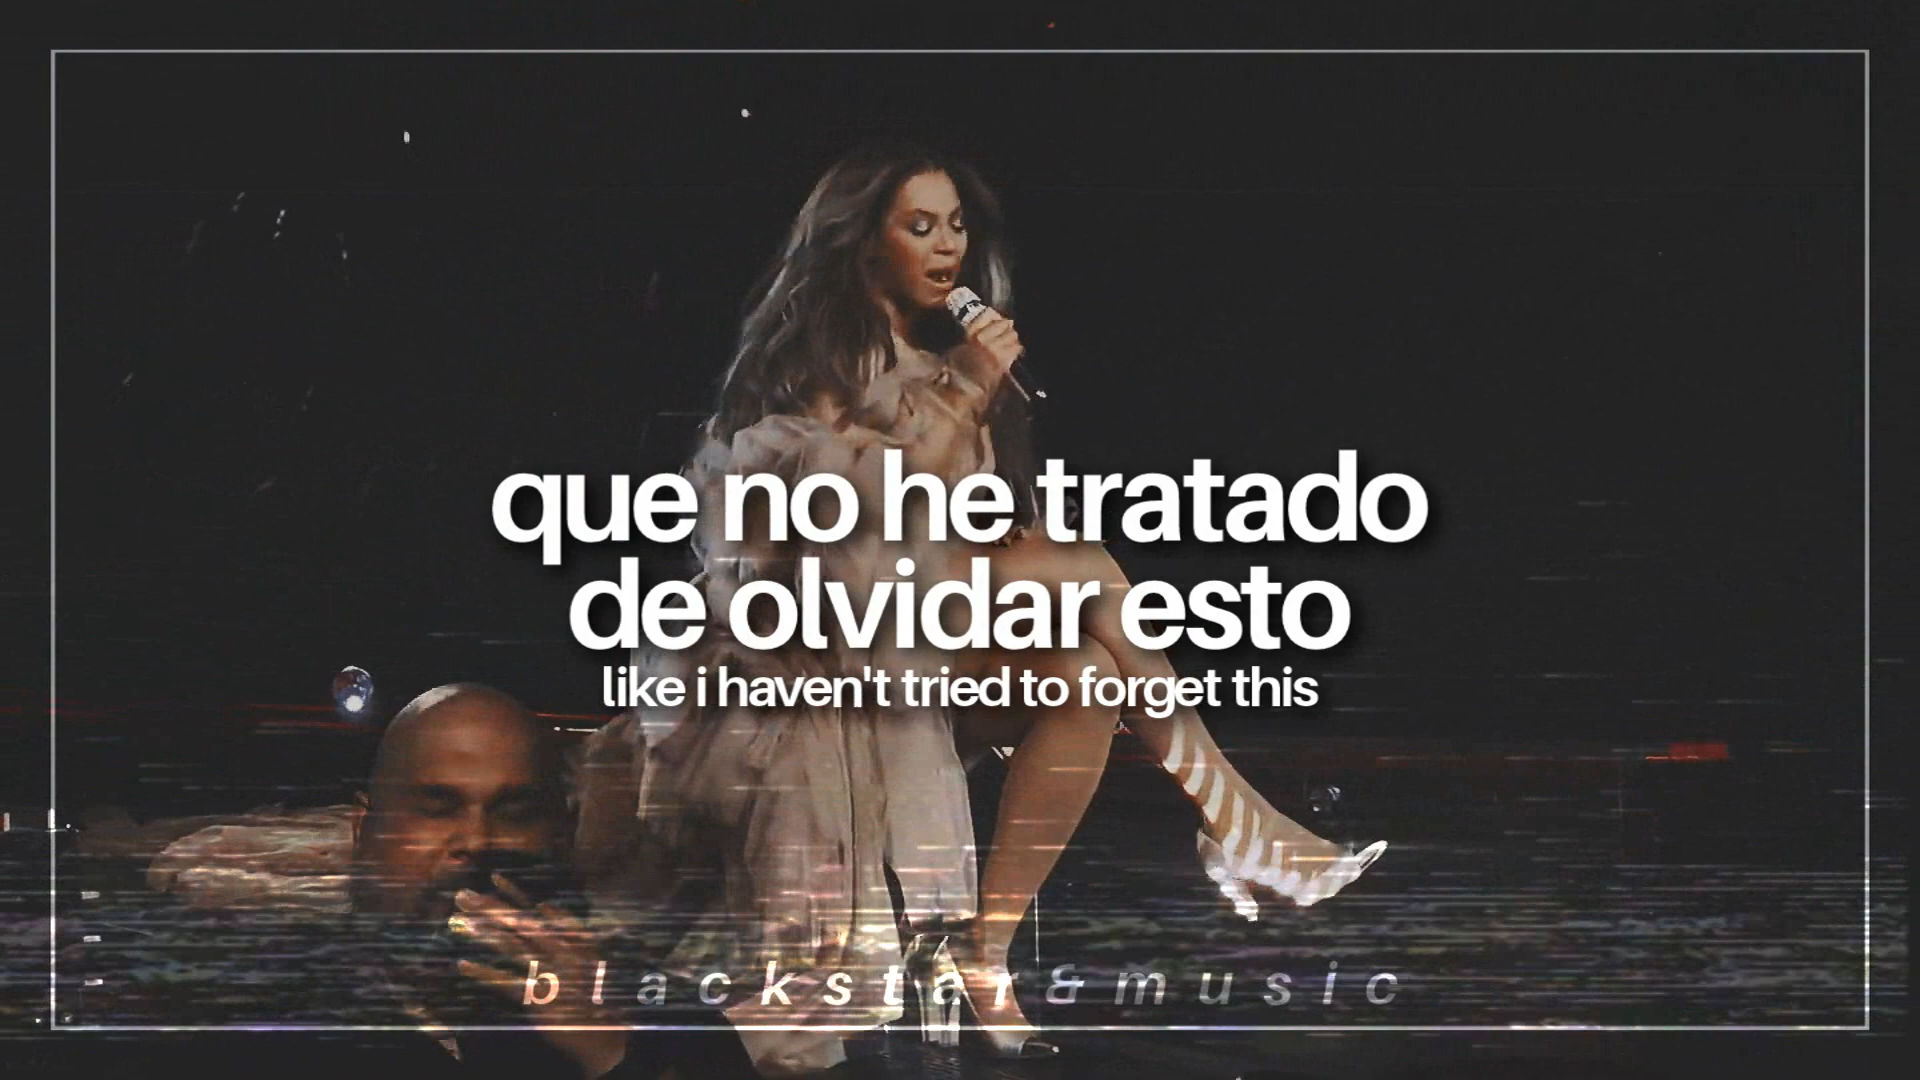 que no he tratado
de olvidar esto
like i haven't tried to forget this
blackstar&music